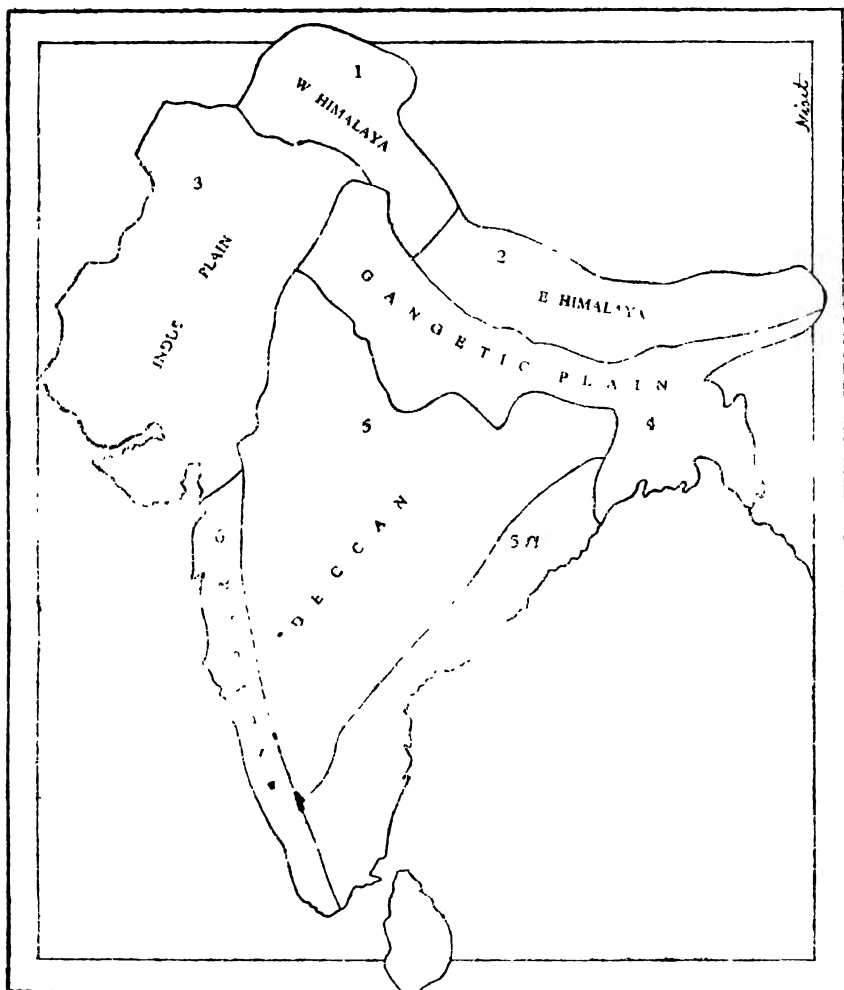 1
W HIMALAYA
3
INDUS PLAIN
2
E HIMALAYA
GANGETIC PLAIN
4
5
DECCAN